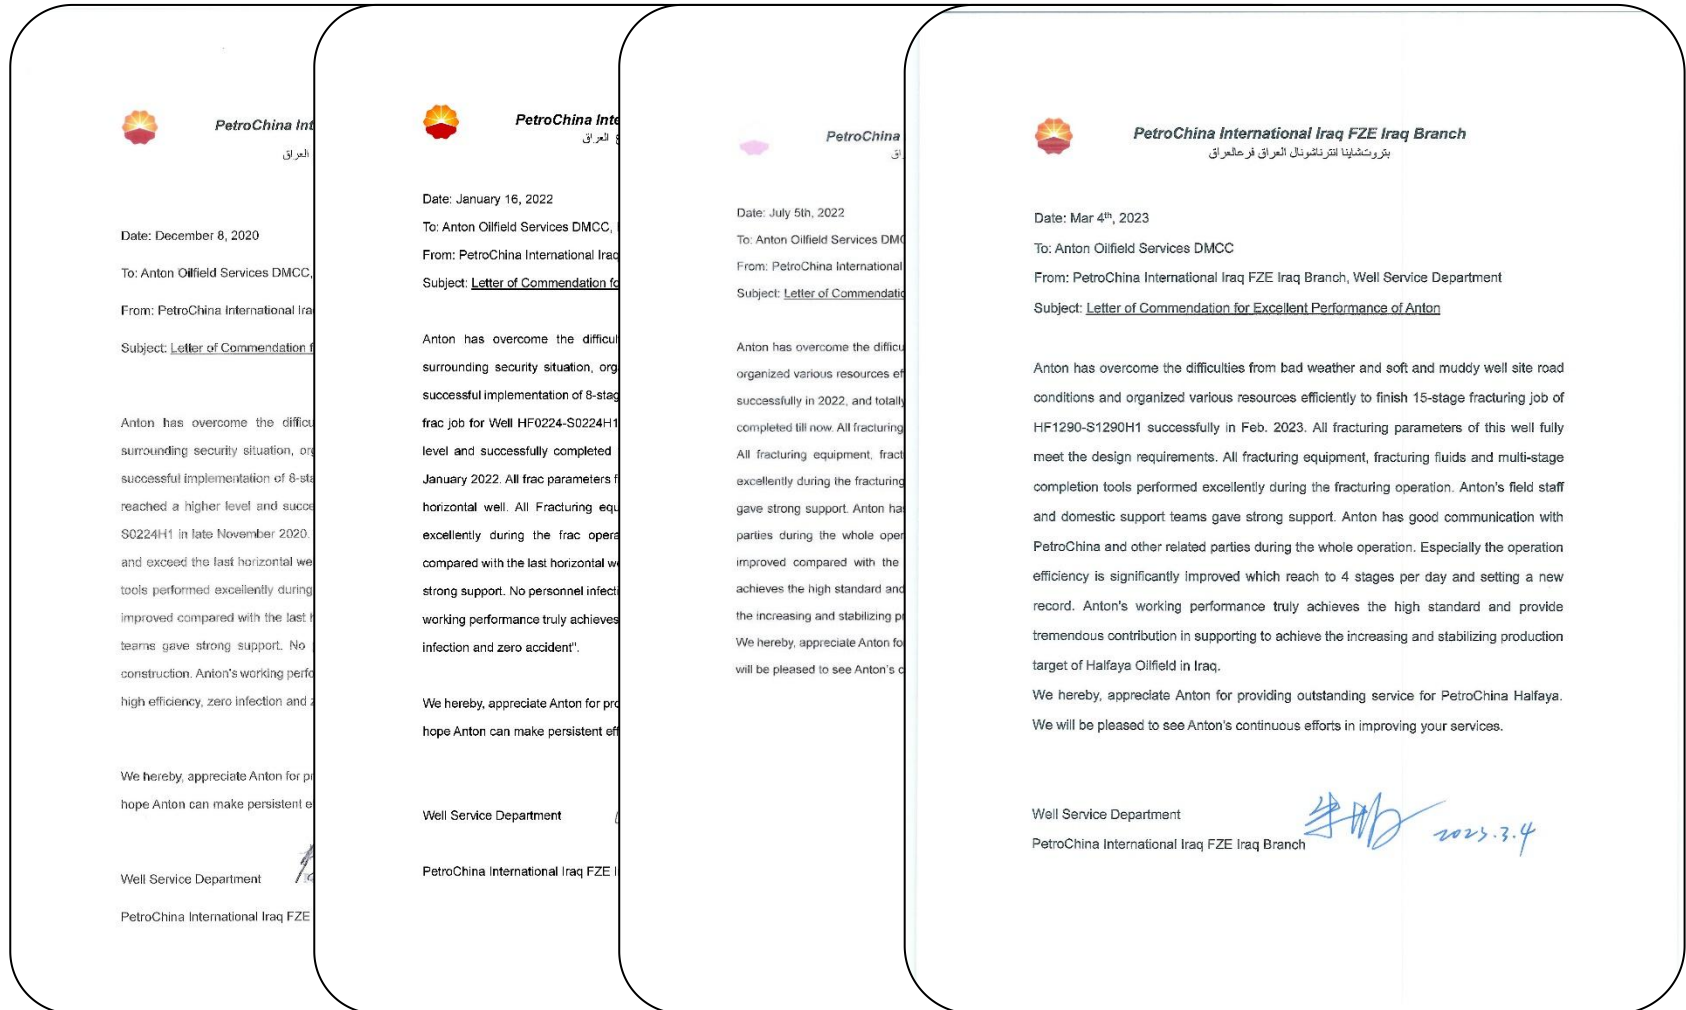 PetroChina Int
العراق
Date: December 8, 2020
To: Anton Oilfield Services DMCC,
From: PetroChina International Ira
Subject: Letter of Commendation f
Anton has overcome the difficu
surrounding security situation, org
successful implementation of 8-sta
reached a higher level and succe
S0224H1 in late November 2020.
and exceed the last horizontal we
tools performed excellently during
improved compared with the last h
teams gave strong support. No
construction. Anton's working perfo
high efficiency, zero infection and z
We hereby, appreciate Anton for pr
hope Anton can make persistent e
Well Service Department
PetroChina International Iraq FZE
PetroChina Inte
العراق
Date: January 16, 2022
To: Anton Oilfield Services DMCC,
From: PetroChina International Iraq
Subject: Letter of Commendation fo
Anton has overcome the difficul
surrounding security situation, orga
successful implementation of 8-stag
frac job for Well HF0224-S0224H1
level and successfully completed
January 2022. All frac parameters f
horizontal well. All Fracturing equ
excellently during the frac opera
compared with the last horizontal we
strong support. No personnel infecti
working performance truly achieves
infection and zero accident".
We hereby, appreciate Anton for pro
hope Anton can make persistent eff
Well Service Department
PetroChina International Iraq FZE I
PetroChina
Date: July 5th, 2022
To: Anton Oilfield Services DMC
From: PetroChina International
Subject: Letter of Commendatio
Anton has overcome the difficu
organized various resources ef
successfully in 2022, and totally
completed till now. All fracturing
All fracturing equipment, fract
excellently during the fracturing
gave strong support. Anton has
parties during the whole oper
improved compared with the
achieves the high standard and
the increasing and stabilizing pr
We hereby, appreciate Anton fo
will be pleased to see Anton's c
PetroChina International Iraq FZE Iraq Branch
بتروتشاينا انترناشونال العراق فرعالعراق
Date: Mar 4th, 2023
To: Anton Oilfield Services DMCC
From: PetroChina International Iraq FZE Iraq Branch, Well Service Department
Subject: Letter of Commendation for Excellent Performance of Anton
Anton has overcome the difficulties from bad weather and soft and muddy well site road
conditions and organized various resources efficiently to finish 15-stage fracturing job of
HF1290-S1290H1 successfully in Feb. 2023. All fracturing parameters of this well fully
meet the design requirements. All fracturing equipment, fracturing fluids and multi-stage
completion tools performed excellently during the fracturing operation. Anton's field staff
and domestic support teams gave strong support. Anton has good communication with
PetroChina and other related parties during the whole operation. Especially the operation
efficiency is significantly improved which reach to 4 stages per day and setting a new
record. Anton's working performance truly achieves the high standard and provide
tremendous contribution in supporting to achieve the increasing and stabilizing production
target of Halfaya Oilfield in Iraq.
We hereby, appreciate Anton for providing outstanding service for PetroChina Halfaya.
We will be pleased to see Anton's continuous efforts in improving your services.
Well Service Department
PetroChina International Iraq FZE Iraq Branch
2023.3.4